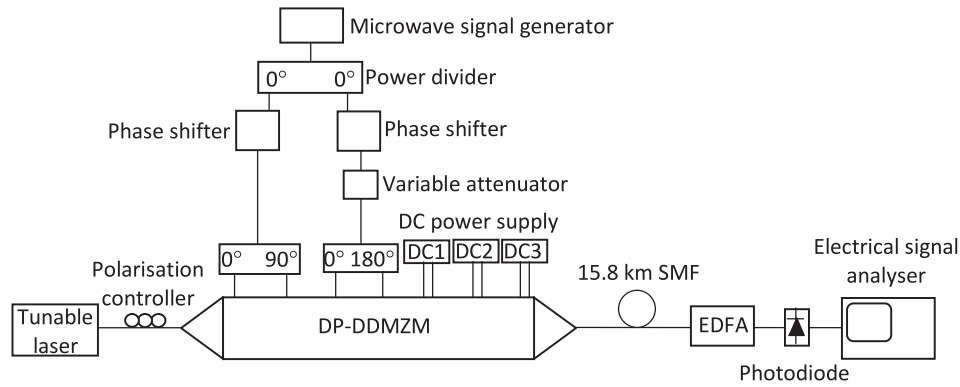 Microwave signal generator
0° 0°
Power divider
Phase shifter
Phase shifter
Variable attenuator
DC power supply
0° 90°
0° 180°
DC1
DC2
DC3
Polarisation
controller
15.8 km SMF
Electrical signal
analyser
Tunable
laser
DP-DDMZM
EDFA
Photodiode